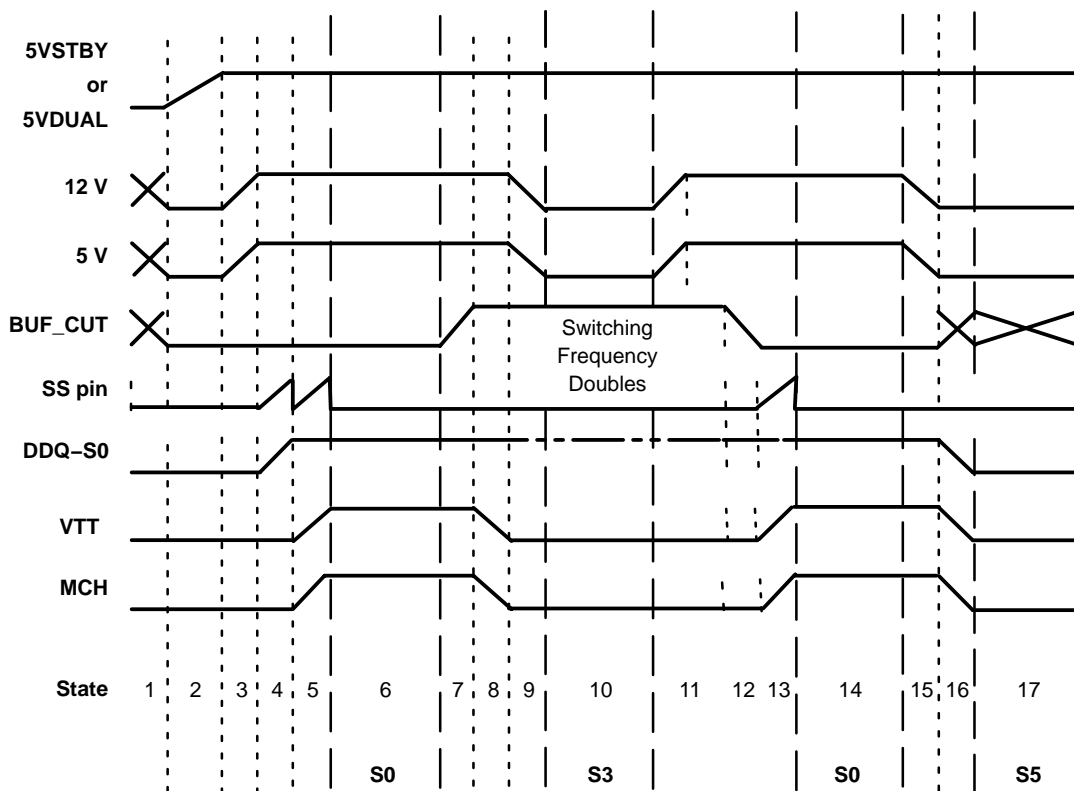 5VSTBY
or
5VDUAL
12 V
5 V
BUF_CUT
Switching
Frequency
Doubles
SS pin
DDQ–S0
VTT
MCH
State 1 2 3 4 5 6 7 8 9 10 11 12 13 14 15 16 17
S0 S3 S0 S5